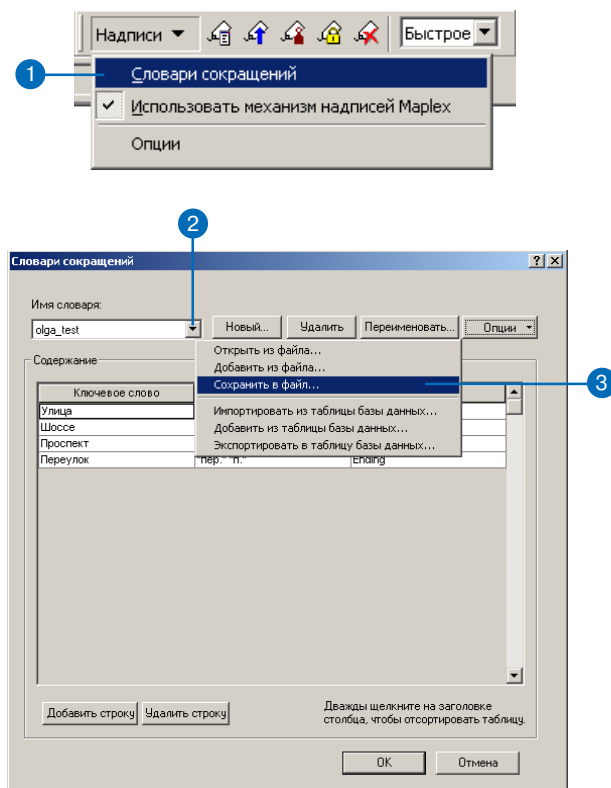 Надписи Быстрое
1
Словари сокращений
Использовать механизм надписей Maplex
Опции
2
Словари сокращений
Имя словаря:
olga_test Новый... Удалить Переименовать... Опции
Открыть из файла...
Добавить из файла...
Сохранить в файл...
3
Импортировать из таблицы базы данных...
Добавить из таблицы базы данных...
Экспортировать в таблицу базы данных...
Содержание
Ключевое слово
Улица
Шоссе
Проспект
Переулок "пер." "п." Ending
Добавить строку Удалить строку
Дважды щелкните на заголовке
столбца, чтобы отсортировать таблицу.
OK Отмена